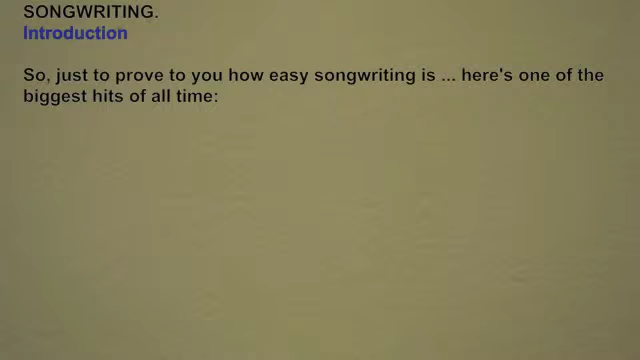 SONGWRITING.
Introduction
So, just to prove to you how easy songwriting is ... here's one of the
biggest hits of all time: